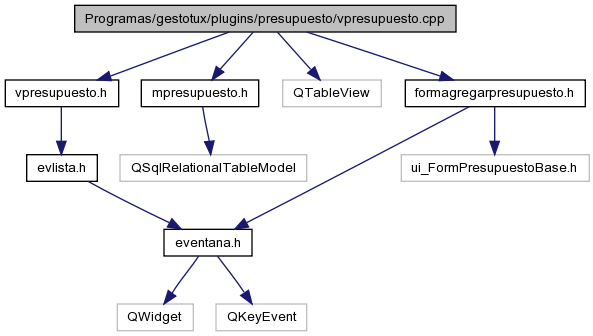 Programas/gestotux/plugins/presupuesto/vpresupuesto.cpp
vpresupuesto.h
mpresupuesto.h
QTableView
formagregarpresupuesto.h
evlista.h
QSqlRelationalTableModel
ui_FormPresupuestoBase.h
eventana.h
QWidget
QKeyEvent